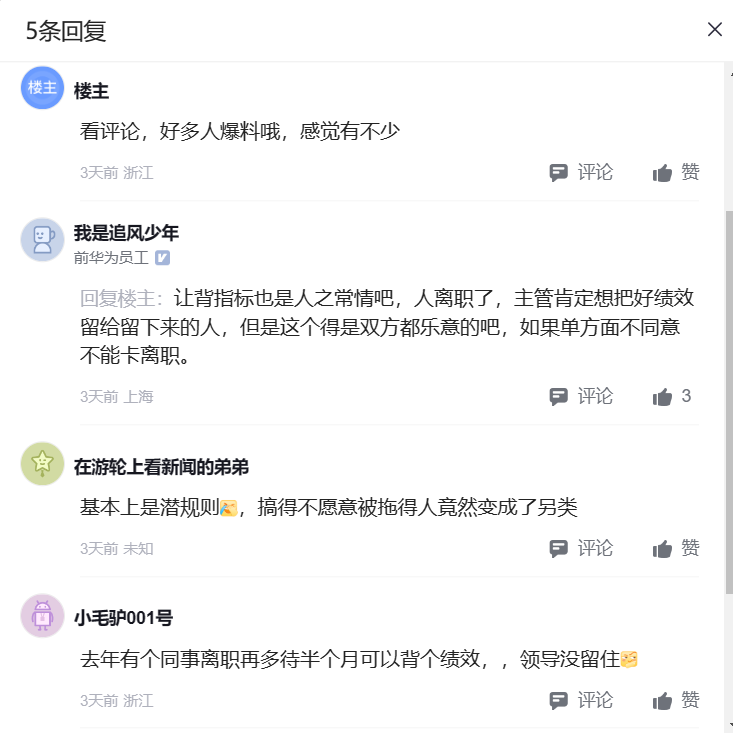 5条回复
楼主
楼主
看评论，好多人爆料哦，感觉有不少
3天前 浙江
评论
赞
我是追风少年
前华为员工
回复楼主：让背指标也是人之常情吧，人离职了，主管肯定想把好绩效
留给留下来的人，但是这个得是双方都乐意的吧，如果单方面不同意
不能卡离职。
3天前 上海
评论
3
在游轮上看新闻的弟弟
基本上是潜规则，搞得不愿意被拖得人竟然变成了另类
3天前 未知
评论
赞
小毛驴001号
去年有个同事离职再多待半个月可以背个绩效，，领导没留住
3天前 浙江
评论
赞